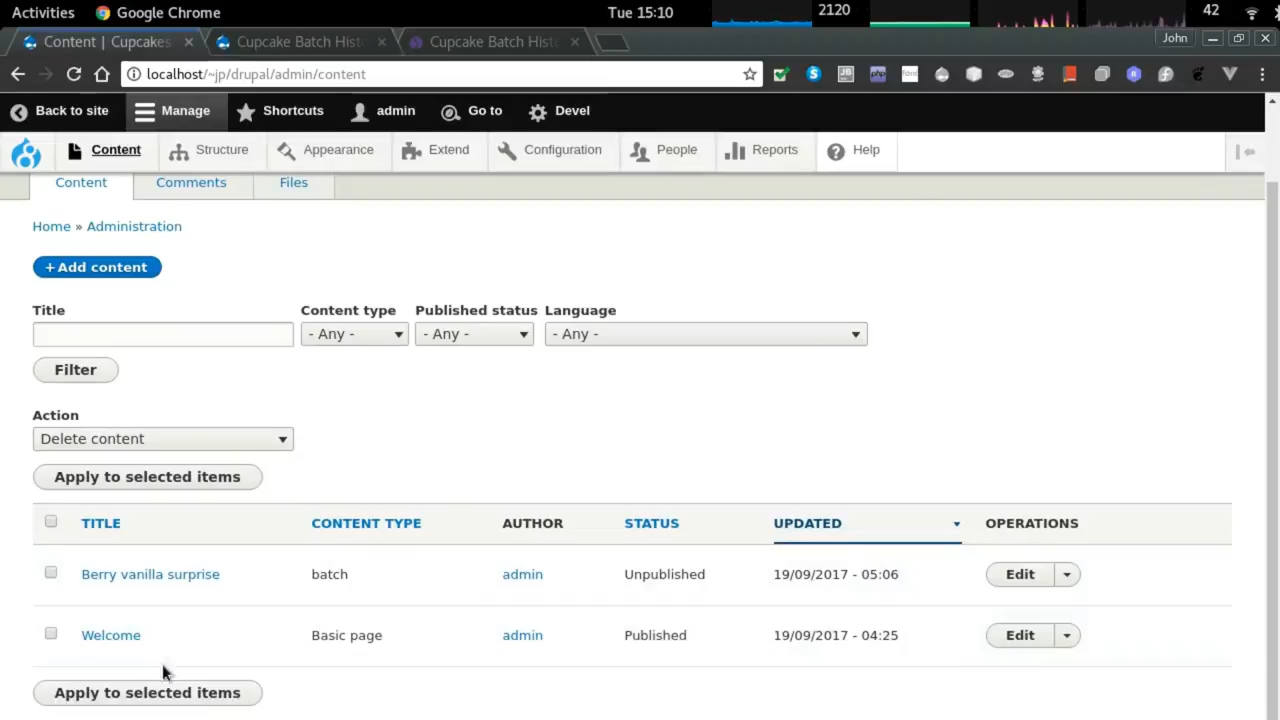 Activities Google Chrome Tue 15:10 2120 42
Content | Cupcakes Cupcake Batch Hist Cupcake Batch Hist John
localhost/~jp/drupal/admin/content
Back to site Manage Shortcuts admin Go to Devel
Content Structure Appearance Extend Configuration People Reports Help
Content Comments Files
Home » Administration
+ Add content
Title Content type Published status Language
- Any - - Any - - Any -
Filter
Action
Delete content
Apply to selected items
TITLE CONTENT TYPE AUTHOR STATUS UPDATED OPERATIONS
Berry vanilla surprise batch admin Unpublished 19/09/2017 - 05:06 Edit
Welcome Basic page admin Published 19/09/2017 - 04:25 Edit
Apply to selected items